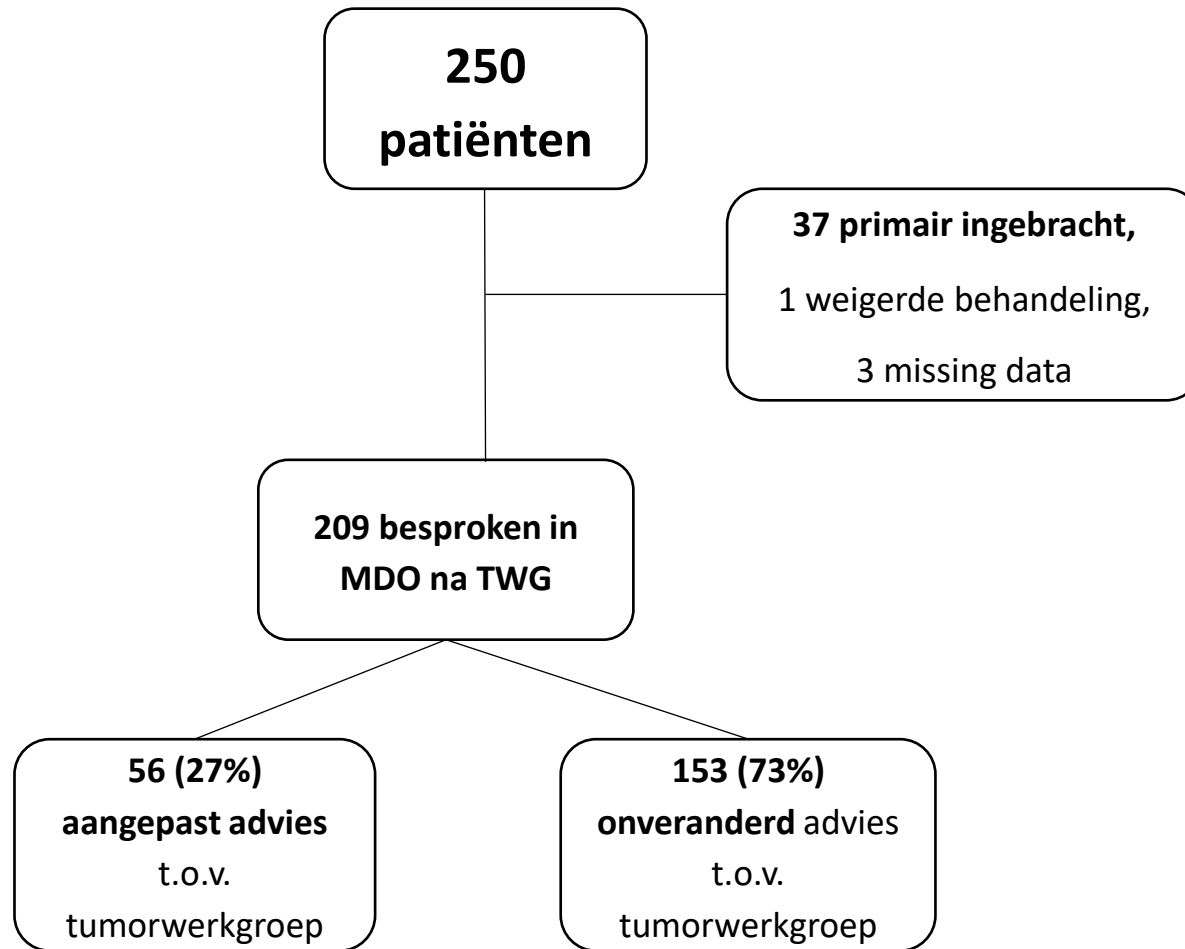 250
patiënten
37 primair ingebracht,
1 weigerde behandeling,
3 missing data
209 besproken in
MDO na TWG
56 (27%)
aangepast advies
t.o.v.
tumorwerkgroep
153 (73%)
onveranderd advies
t.o.v.
tumorwerkgroep